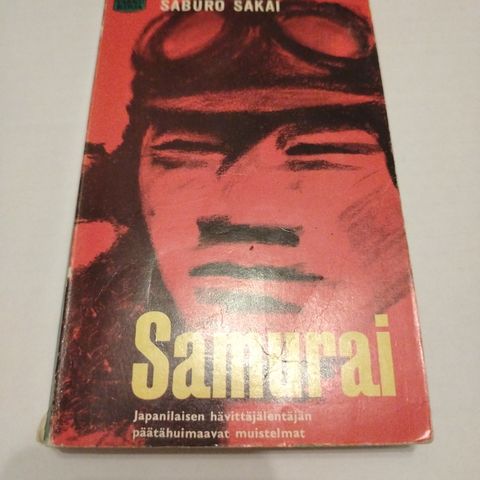 SABURO SAKAI
Samurai
Japanilaisen hävittäjälentäjän
päätähuimaavat muistelmat